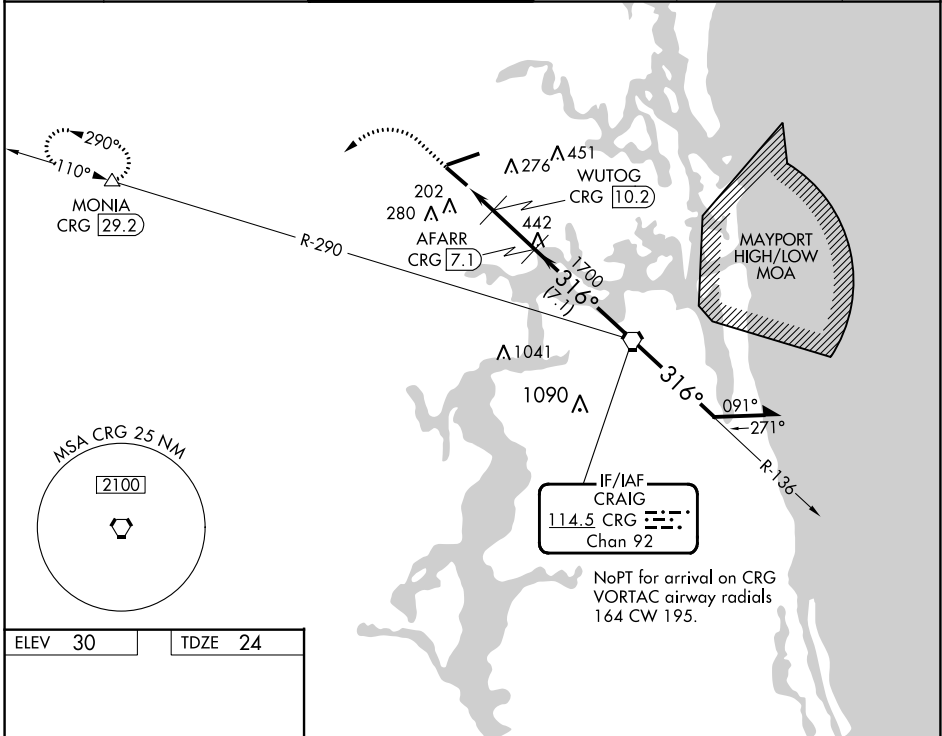 290°
110°
MONIA
CRG 29.2
R-290
276
451
WUTOG
CRG 10.2
202
280
442
AFARR
CRG 7.1
1700
316°
(7.1)
MAYPORT
HIGH/LOW
MOA
1041
1090
316°
091°
271°
R-136
MSA CRG 25 NM
2100
IF/IAF
CRAIG
114.5 CRG
Chan 92
NoPT for arrival on CRG
VORTAC airway radials
164 CW 195.
ELEV 30
TDZE 24